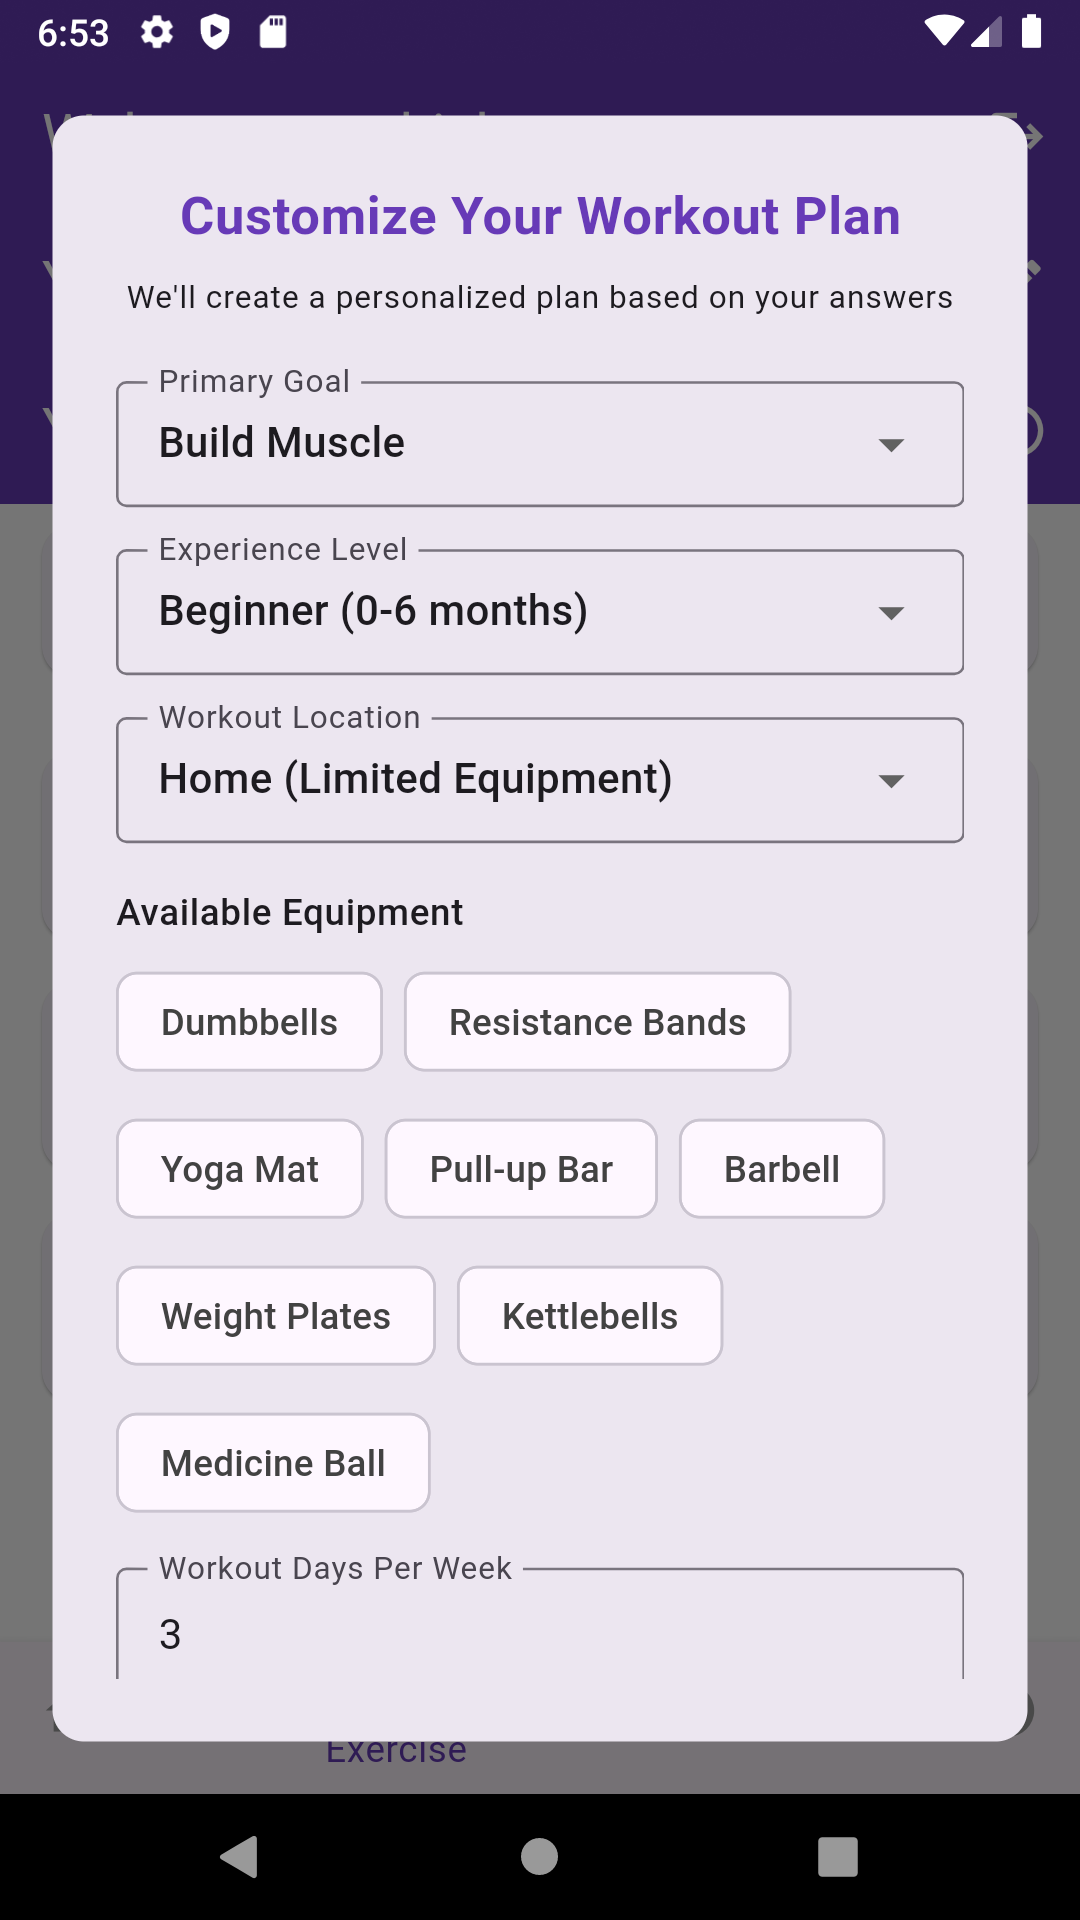 6:53
Customize Your Workout Plan
We'll create a personalized plan based on your answers
Primary Goal
Build Muscle
Experience Level
Beginner (0-6 months)
Workout Location
Home (Limited Equipment)
Available Equipment
Dumbbells
Resistance Bands
Yoga Mat
Pull-up Bar
Barbell
Weight Plates
Kettlebells
Medicine Ball
Workout Days Per Week
3
Exercise